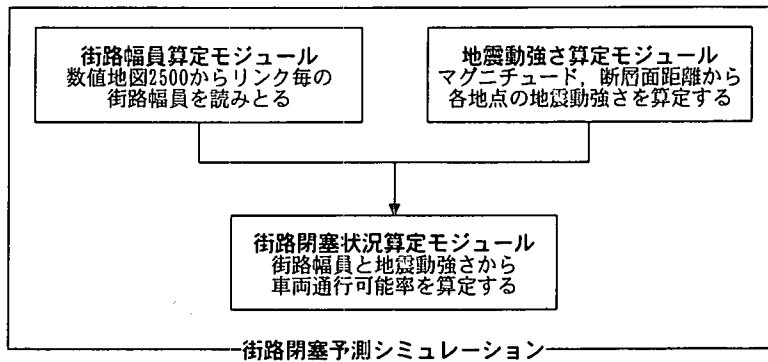 街路幅員算定モジュール
数値地図2500からリンク毎の
街路幅員を読みとる
地震動強さ算定モジュール
マグニチュード，断層面距離から
各地点の地震動強さを算定する
街路閉塞状況算定モジュール
街路幅員と地震動強さから
車両通行可能率を算定する
街路閉塞予測シミュレーション